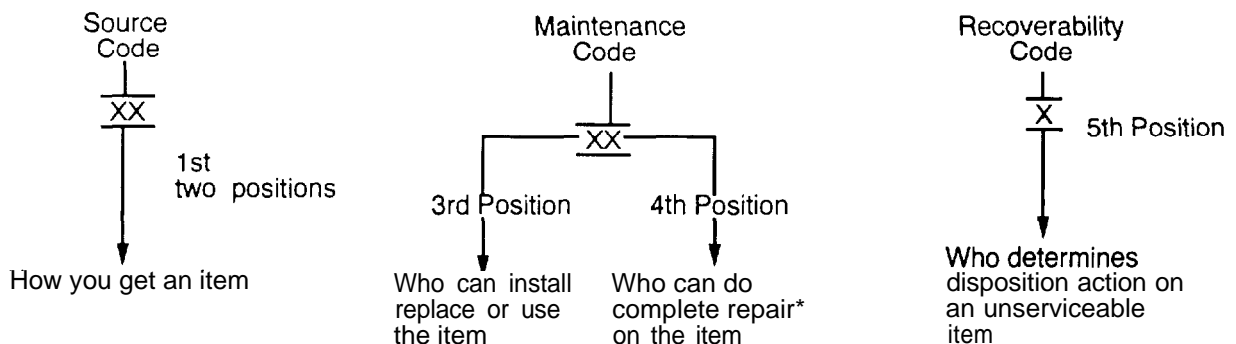 Source
Code
XX
1st
two positions
How you get an item
Maintenance
Code
XX
3rd Position
4th Position
Who can install
replace or use
the item
Who can do
complete repair*
on the item
Recoverability
Code
X
5th Position
Who determines
disposition action on
an unserviceable
item